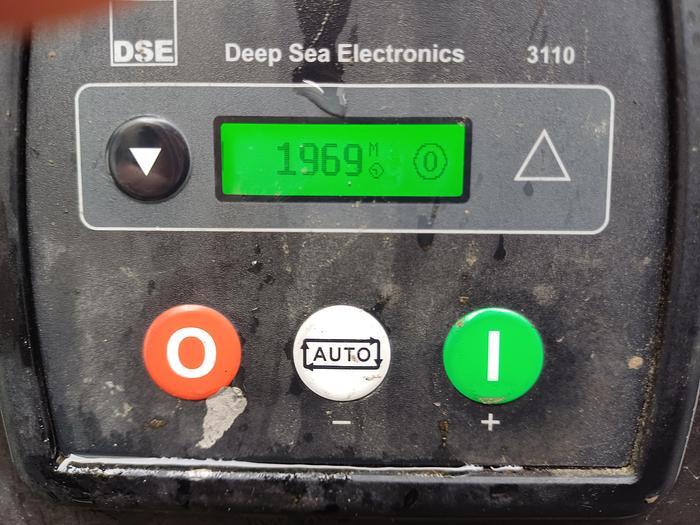 DSE Deep Sea Electronics 3110
1969 M O
O AUTO I
− +